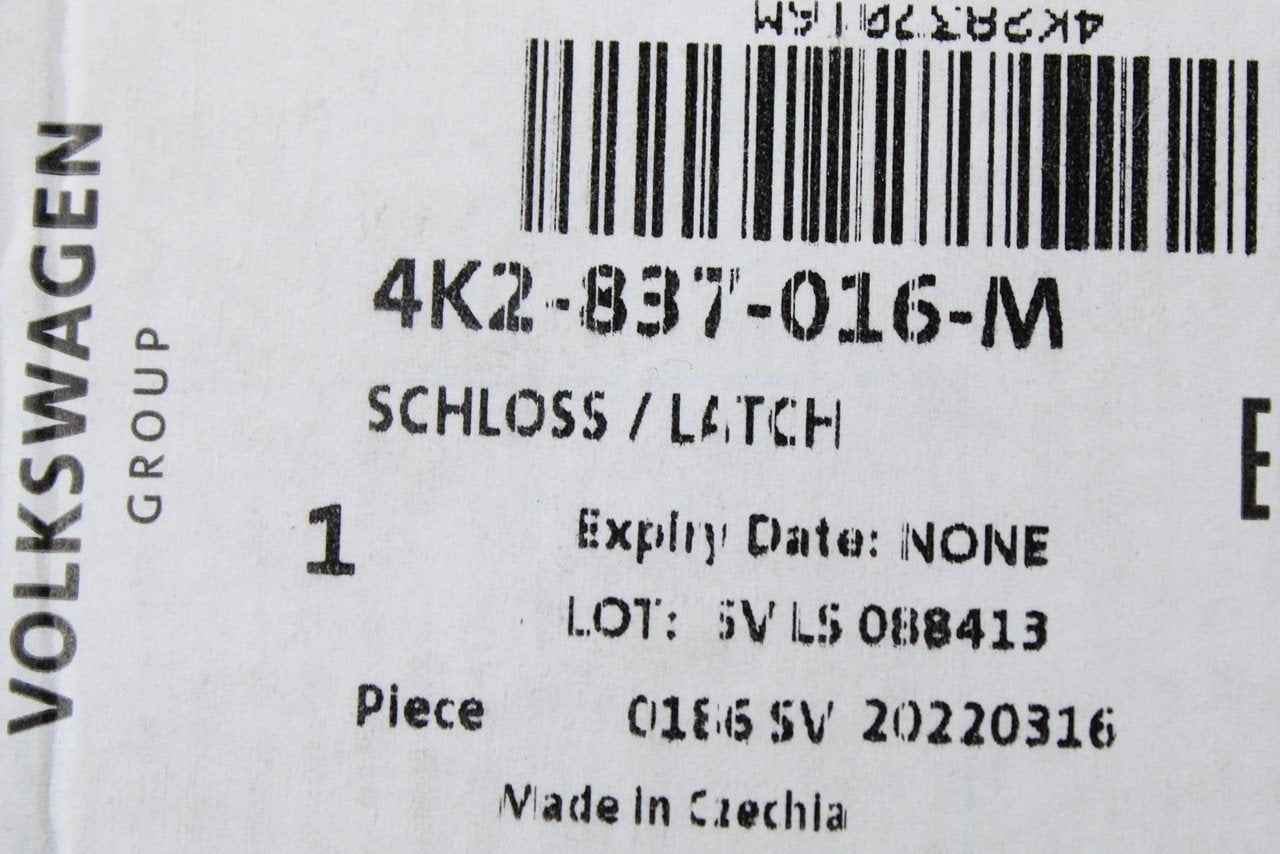 4K2837016M
4K2-837-016-M
SCHLOSS / LATCH
E
1
Expiry Date: NONE
LOT: SV LS 088413
Piece 0186 SV 20220316
Made in Czechia
VOLKSWAGEN
GROUP